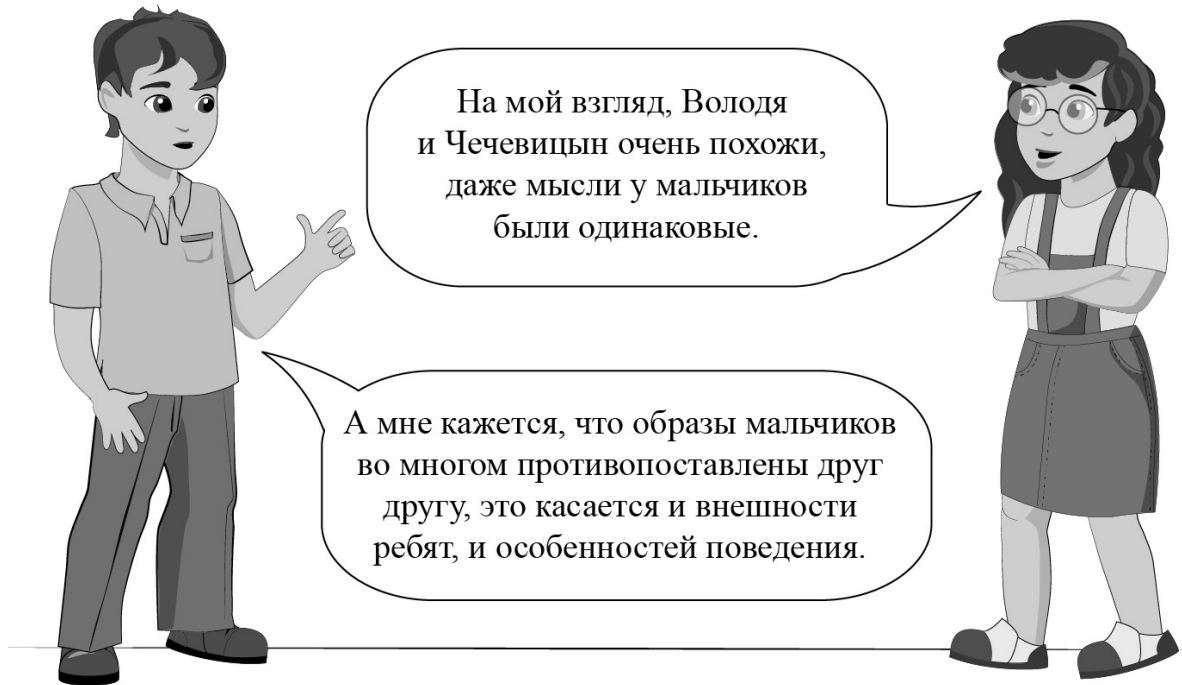 На мой взгляд, Володя
и Чечевицын очень похожи,
даже мысли у мальчиков
были одинаковые.
А мне кажется, что образы мальчиков
во многом противопоставлены друг
другу, это касается и внешности
ребят, и особенностей поведения.